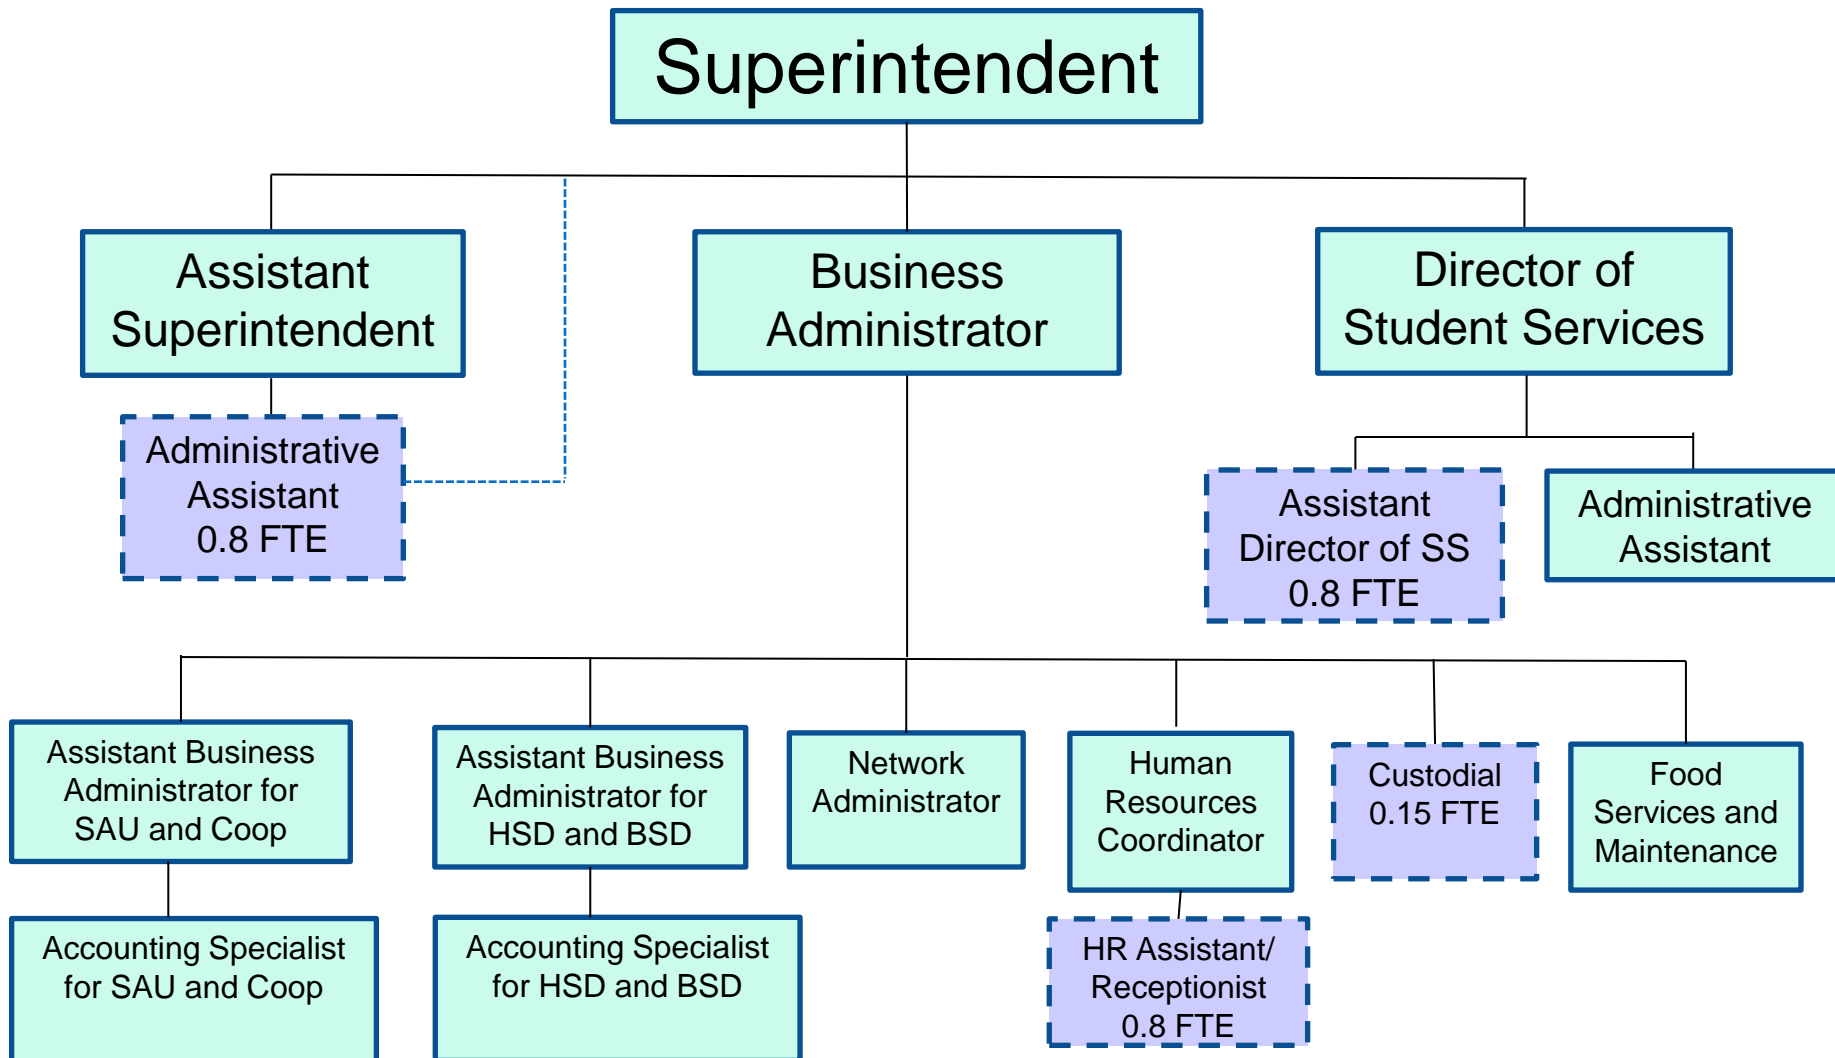 Superintendent
Assistant
Superintendent
Business
Administrator
Director of
Student Services
Administrative
Assistant
0.8 FTE
Assistant
Director of SS
0.8 FTE
Administrative
Assistant
Assistant Business
Administrator for
SAU and Coop
Assistant Business
Administrator for
HSD and BSD
Network
Administrator
Human
Resources
Coordinator
Custodial
0.15 FTE
Food
Services and
Maintenance
Accounting Specialist
for SAU and Coop
Accounting Specialist
for HSD and BSD
HR Assistant/
Receptionist
0.8 FTE